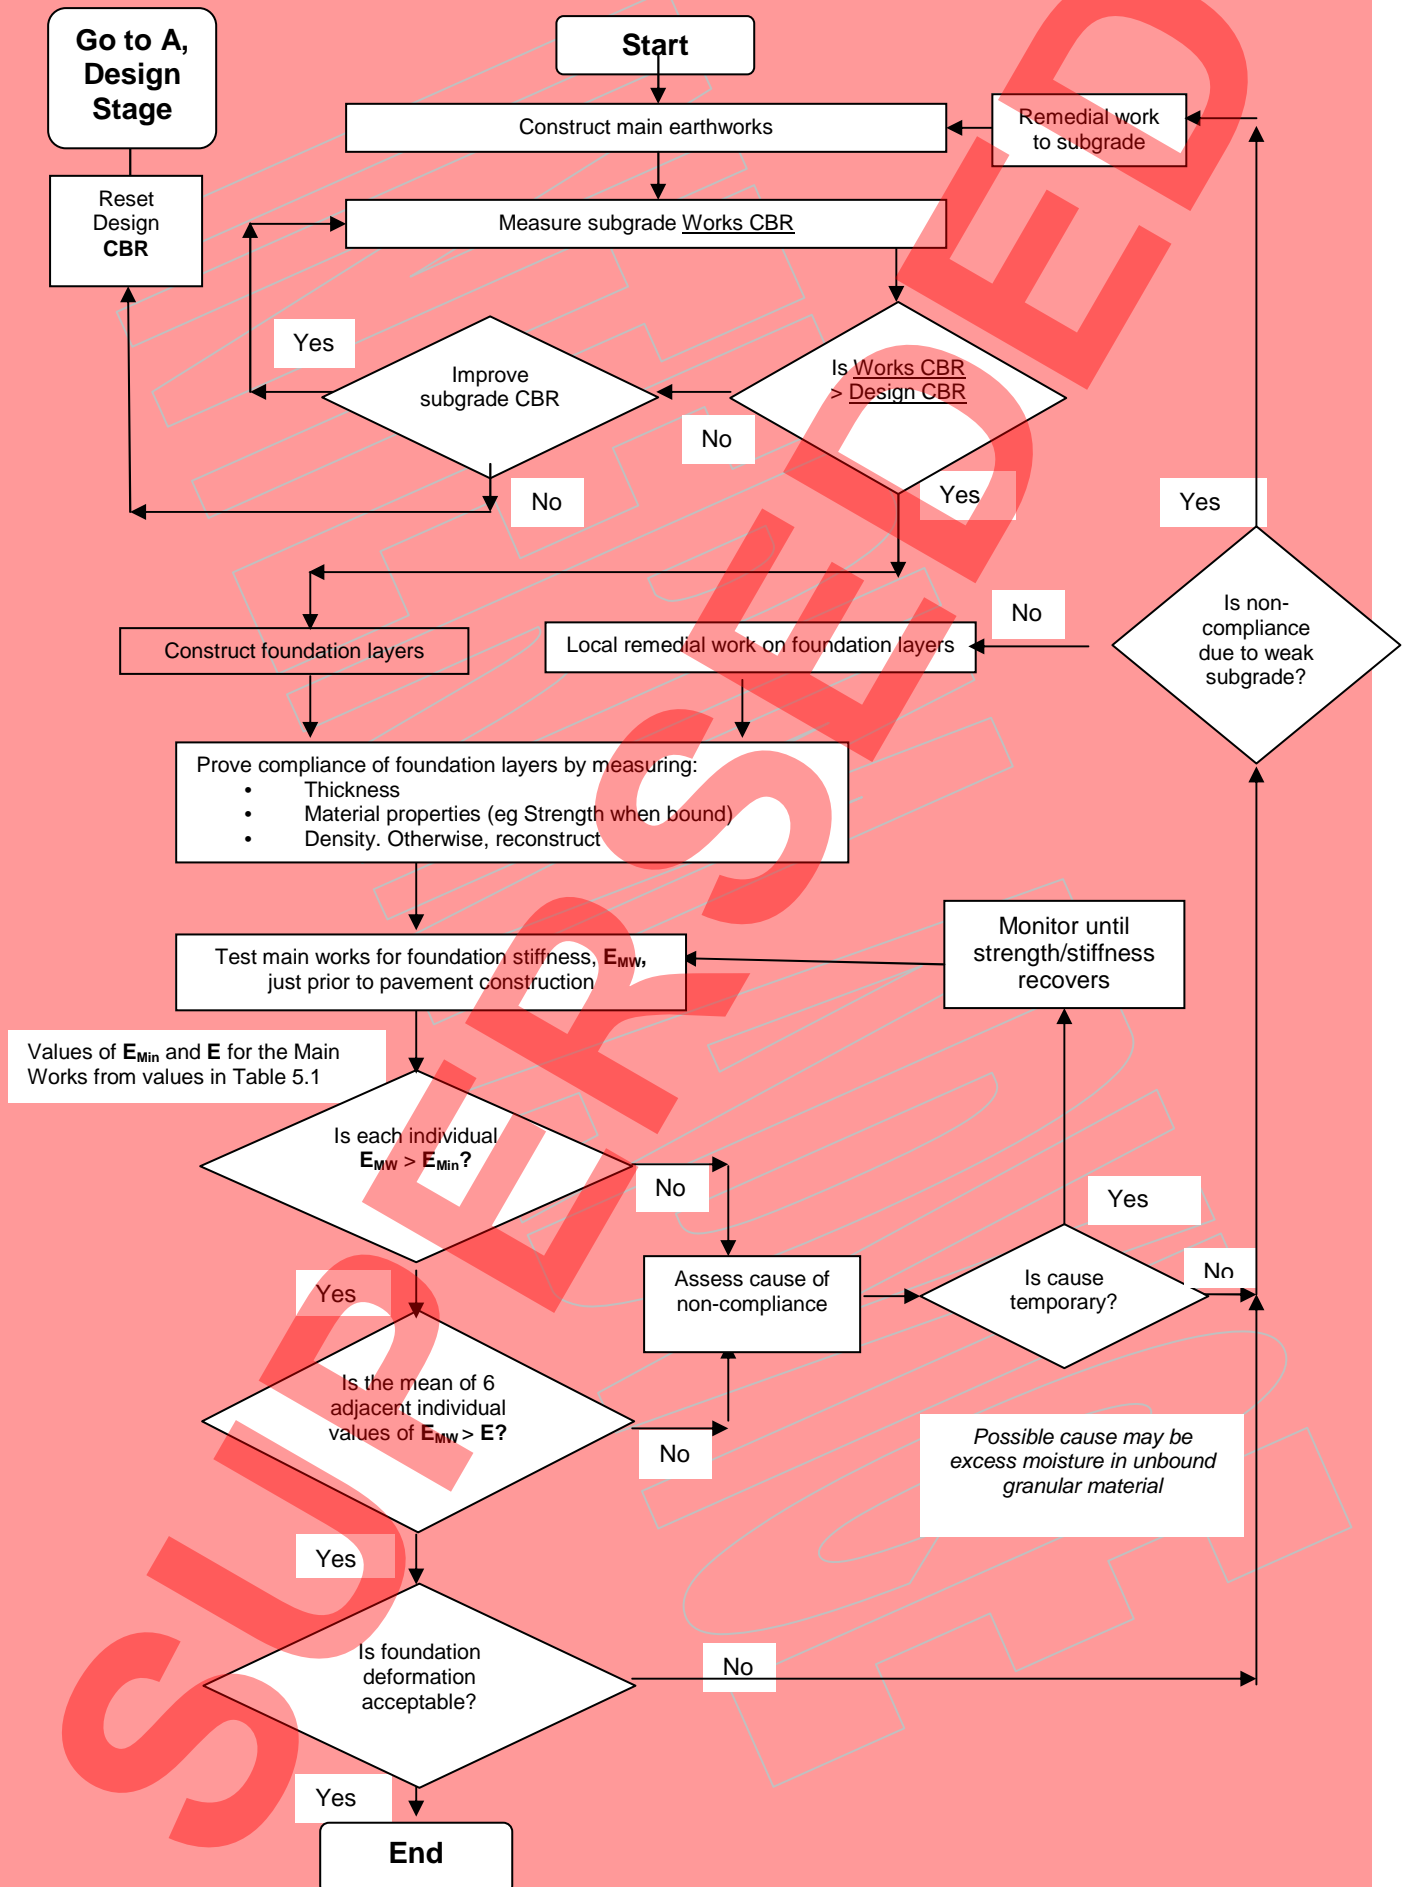 Go to A,
Design
Stage
Start
Construct main earthworks
Remedial work
to subgrade
Reset
Design
CBR
Measure subgrade Works CBR
Yes
Improve
subgrade CBR
Is Works CBR
> Design CBR
No
Yes
No
Yes
Is non-
compliance
due to weak
subgrade?
No
Construct foundation layers
Local remedial work on foundation layers
Prove compliance of foundation layers by measuring:
• Thickness
• Material properties (eg Strength when bound)
• Density. Otherwise, reconstruct
Test main works for foundation stiffness, EMW,
just prior to pavement construction
Monitor until
strength/stiffness
recovers
Values of EMin and E for the Main
Works from values in Table 5.1
Is each individual
EMW > EMin?
No
Yes
Assess cause of
non-compliance
Is cause
temporary?
Yes
No
Is the mean of 6
adjacent individual
values of EMW > E?
No
Possible cause may be
excess moisture in unbound
granular material
Yes
Is foundation
deformation
acceptable?
No
Yes
End
SUPERSEDED